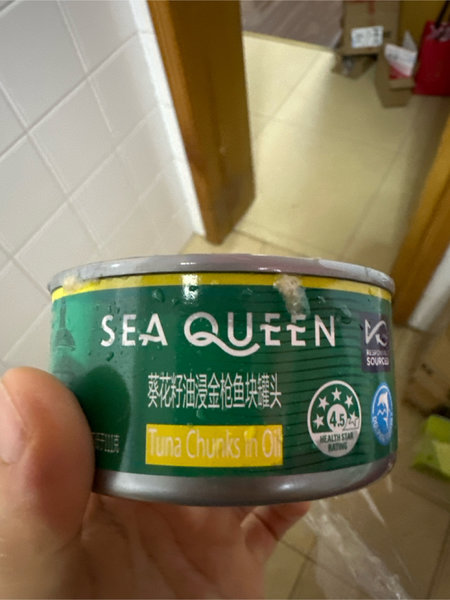 SEA QUEEN
葵花籽油浸金枪鱼块罐头
Tuna Chunks in Oil
RESPONSIBLY
SOURCED
4.5
HEALTH STAR
RATING